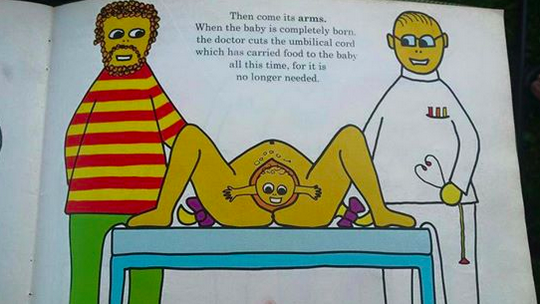 Then come its arms.
When the baby is completely born,
the doctor cuts the umbilical cord
which has carried food to the baby
all this time, for it is
no longer needed.